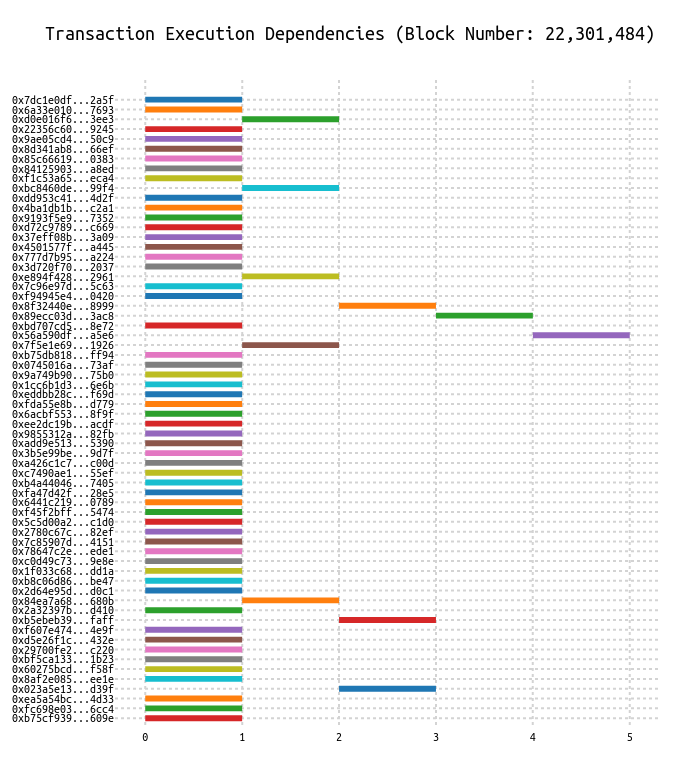 Transaction Execution Dependencies (Block Number: 22,301,484)
0x7dc1e0df...2a5f
0x6a33e010...7693
0xd0e016f6...3ee3
0x22356c60...9245
0x9ae05cd4...50c9
0x8d341ab8...66ef
0x85c66619...0383
0x84125903...a8ed
0xf1c53a65...eca4
0xbc8460de...99f4
0xdd953c41...4d2f
0x4ba1db1b...c2a1
0x9193f5e9...7352
0xd72c9789...c669
0x37eff08b...3a09
0x4501577f...a445
0x777d7b95...a224
0x3d720f70...2037
0xe894f428...2961
0x7c96e97d...5c63
0xf94945e4...0420
0x8f32440e...8999
0x89ecc03d...3ac8
0xbd707cd5...8e72
0x56a590df...a5e6
0x7f5e1e69...1926
0xb75db818...ff94
0x0745016a...73af
0x9a749b90...75b0
0x1cc6b1d3...6e6b
0xeddbb28c...f69d
0xfda55e8b...d779
0x6acbf553...8f9f
0xee2dc19b...acdf
0x9855312a...82fb
0xadd9e513...5390
0x3b5e99be...9d7f
0xa426c1c7...c00d
0xc7490ae1...55ef
0xb4a44046...7405
0xfa47d42f...28e5
0x6441c219...0789
0xf45f2bff...5474
0x5c5d00a2...c1d0
0x2780c67c...82ef
0x7c85907d...4151
0x78647c2e...ede1
0xc0d49c73...9e8e
0x1f033c68...dd1a
0xb8c06d86...be47
0x2d64e95d...d0c1
0x84ea7a68...680b
0x2a32397b...d410
0xb5ebeb39...faff
0xf607e474...4e9f
0xd5e26f1c...432e
0x29700fe2...c220
0xbf5ca133...1b23
0x60275bcd...f58f
0x8af2e085...ee1e
0x023a5e13...d39f
0xea5a54bc...4d33
0xfc698e03...6cc4
0xb75cf939...609e
0 1 2 3 4 5